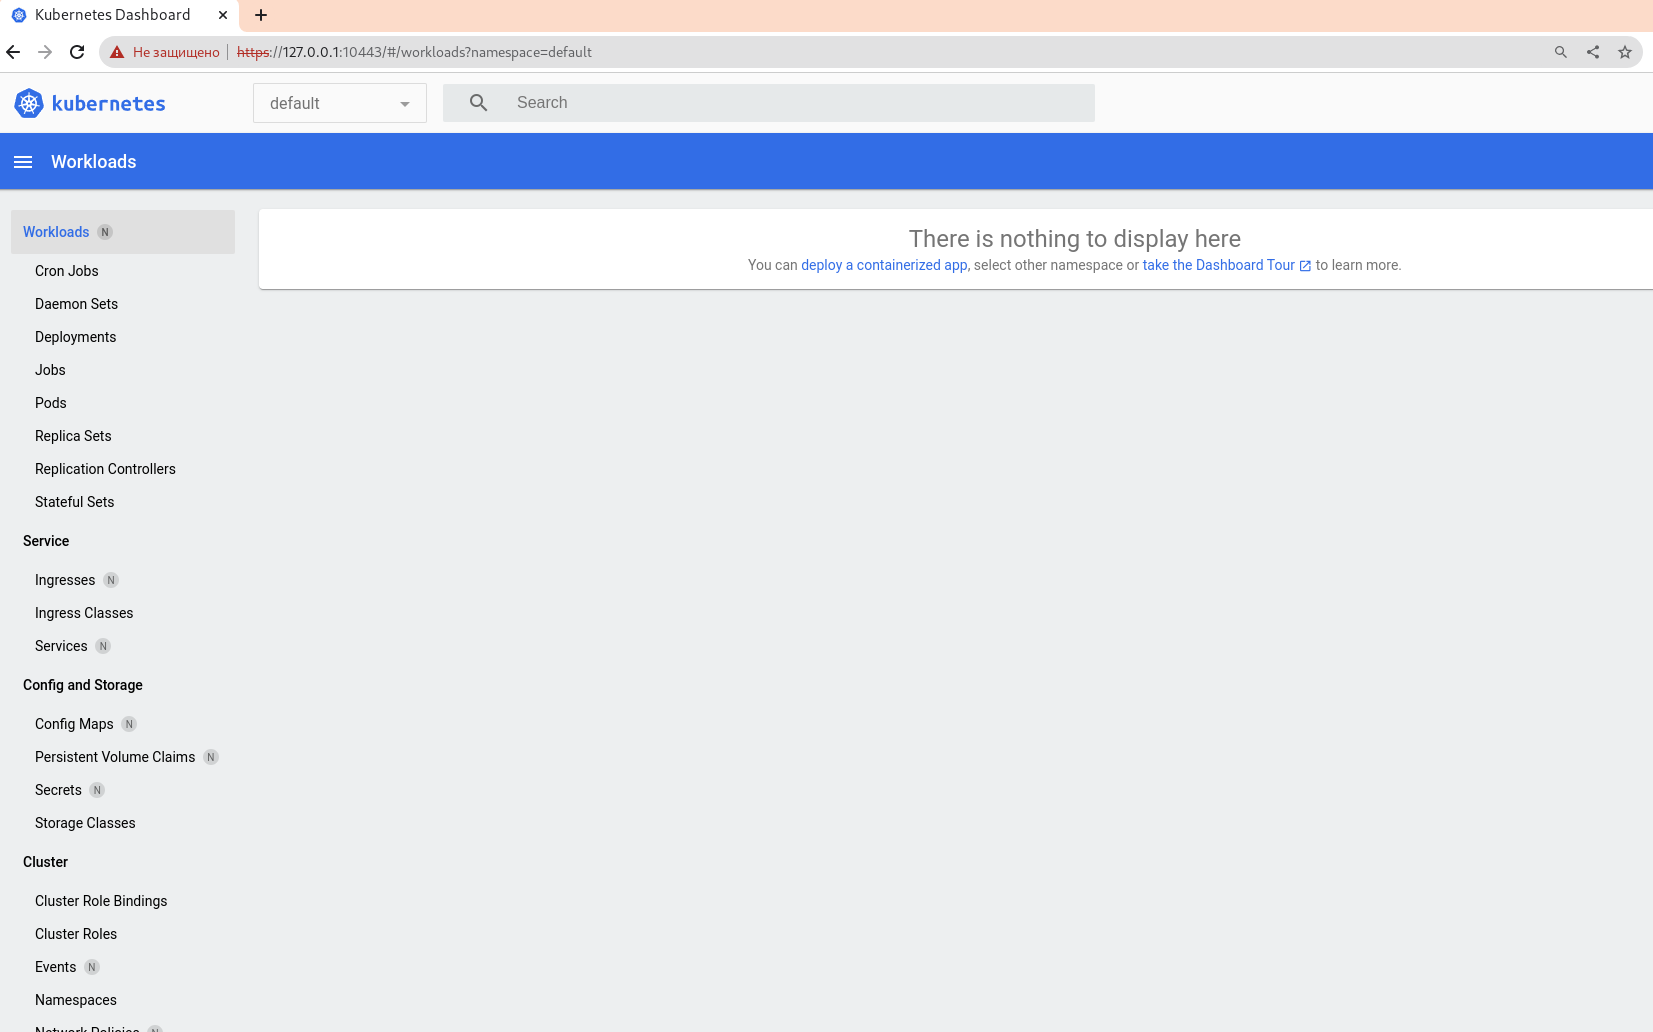 Kubernetes Dashboard
Не защищено https://127.0.0.1:10443/#/workloads?namespace=default
kubernetes default Search
Workloads
Workloads N
There is nothing to display here
You can deploy a containerized app, select other namespace or take the Dashboard Tour to learn more.
Cron Jobs
Daemon Sets
Deployments
Jobs
Pods
Replica Sets
Replication Controllers
Stateful Sets
Service
Ingresses N
Ingress Classes
Services N
Config and Storage
Config Maps N
Persistent Volume Claims N
Secrets N
Storage Classes
Cluster
Cluster Role Bindings
Cluster Roles
Events N
Namespaces
Network Policies N